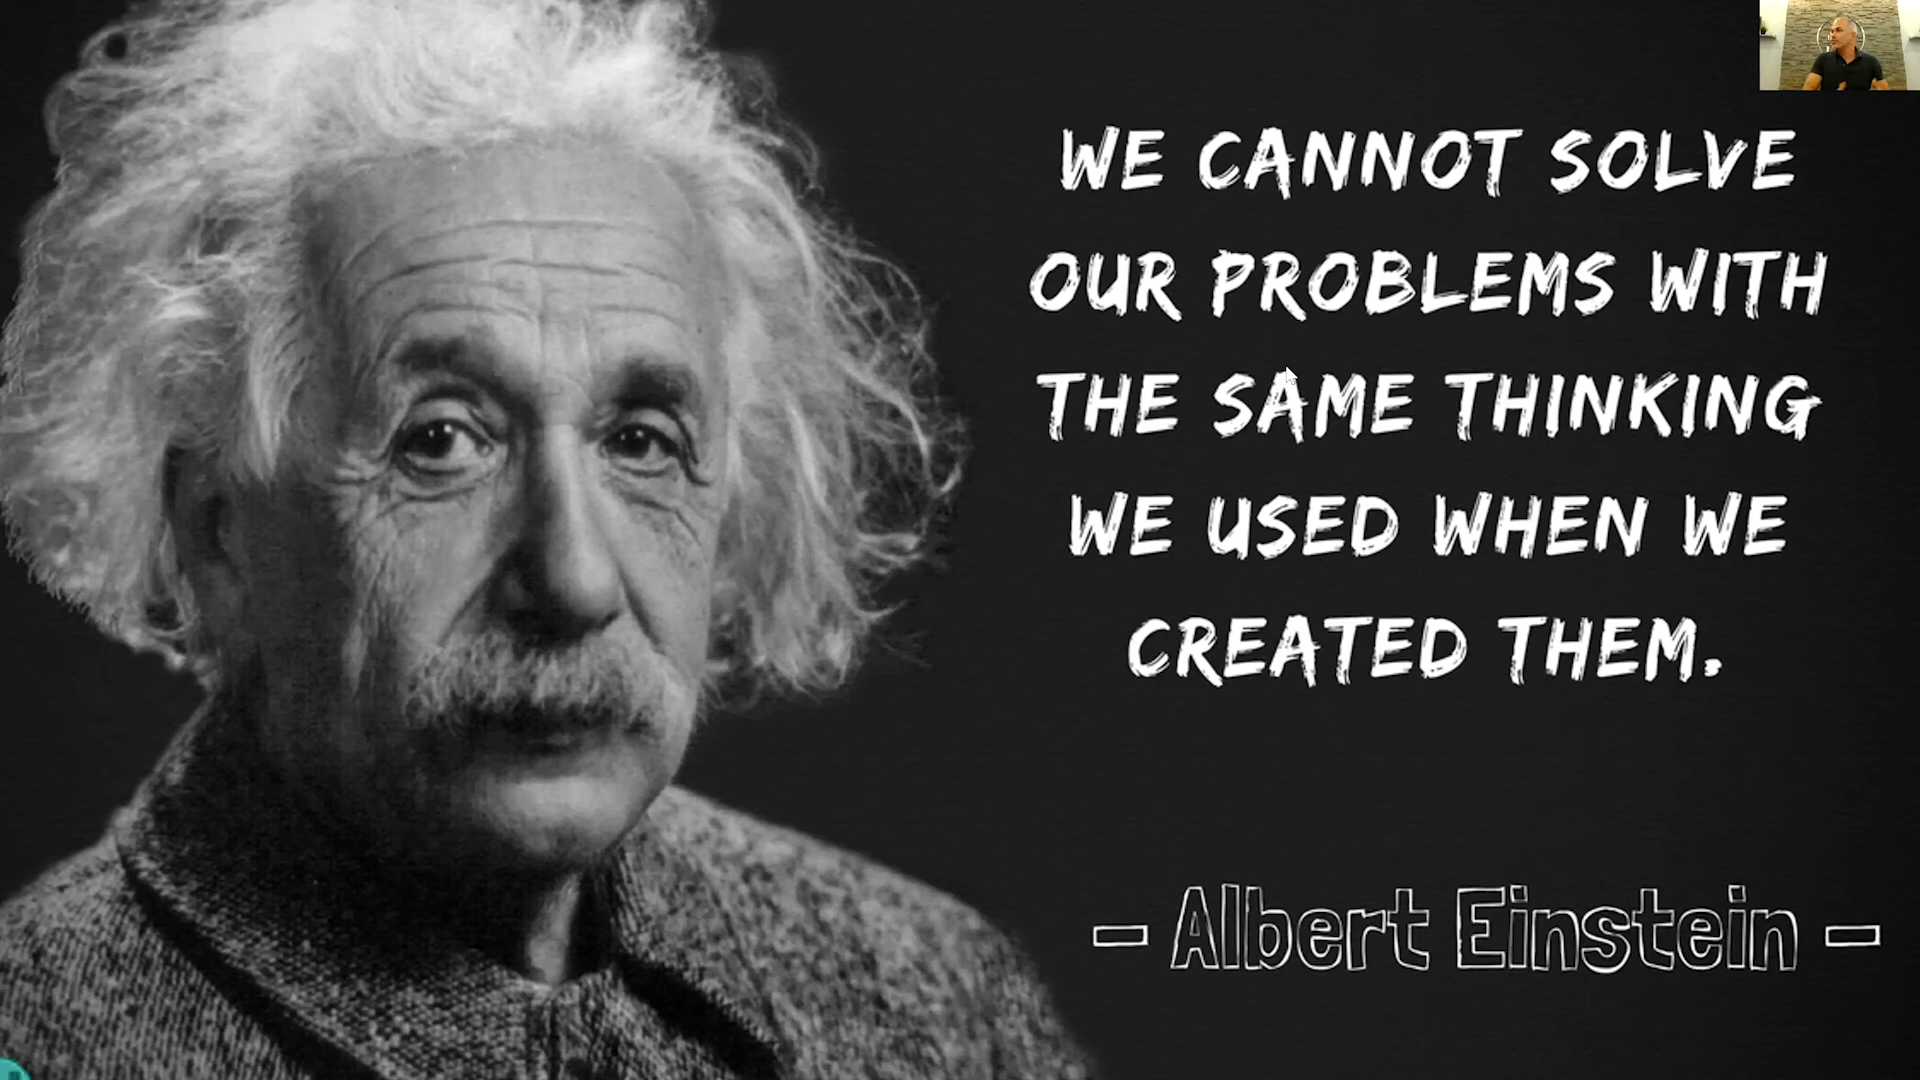 WE CANNOT SOLVE
OUR PROBLEMS WITH
THE SAME THINKING
WE USED WHEN WE
CREATED THEM.
- Albert Einstein -